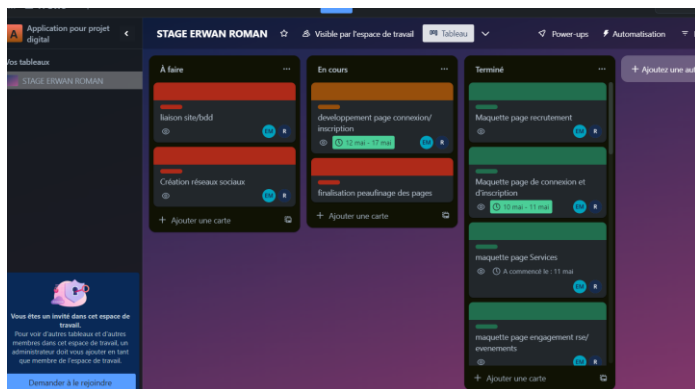 A
Application pour projet
digital
Vos tableaux
STAGE ERWAN ROMAN
Vous êtes un invité dans cet espace de
travail.
Pour voir d'autres tableaux et d'autres
membres dans cet espace de travail, un
administrateur doit vous ajouter en tant
que membre de l'espace de travail.
Demander à le rejoindre
STAGE ERWAN ROMAN
Visible par l'espace de travail
Tableau
Power-ups
Automatisation
À faire
liaison site/bdd
EM R
Création réseaux sociaux
EM R
+ Ajouter une carte
En cours
developpement page connexion/
inscription
12 mai - 17 mai
EM R
finalisation peaufinage des pages
+ Ajouter une carte
Terminé
Maquette page recrutement
EM R
Maquette page de connexion et
d'inscription
10 mai - 11 mai
EM R
maquette page Services
A commencé le : 11 mai
EM R
maquette page engagement rse/
evenements
EM R
+ Ajouter une carte
+ Ajoutez une au